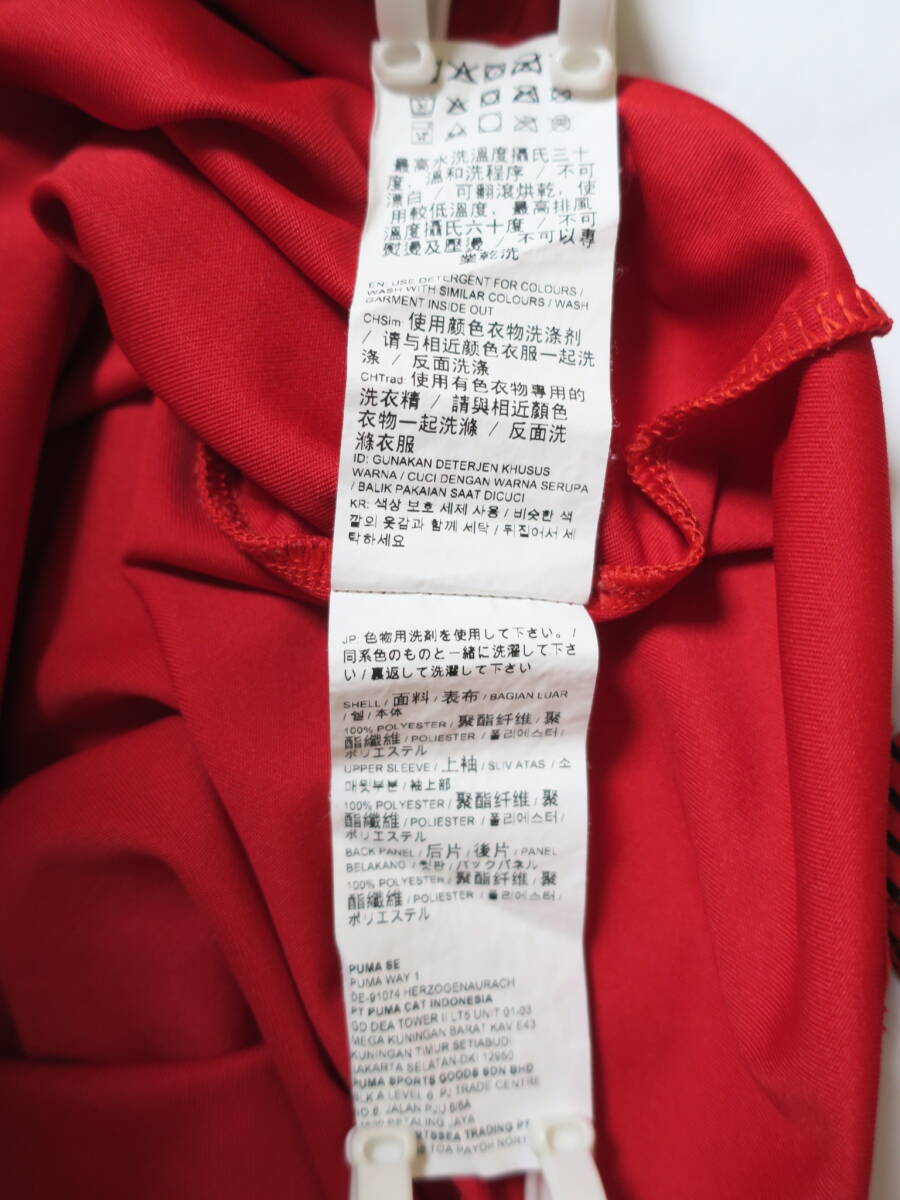 最高水洗溫度攝氏三十
度, 溫和洗程序 / 不可
漂白 / 可翻滾烘乾, 使
用較低溫度, 最高排風
溫度攝氏六十度 / 不可
熨燙及壓燙 / 不可以專
業乾洗
EN: USE DETERGENT FOR COLOURS /
WASH WITH SIMILAR COLOURS / WASH
GARMENT INSIDE OUT
CHSim: 使用颜色衣物洗涤剂
/ 请与相近颜色衣服一起洗
涤 / 反面洗涤
CHTrad: 使用有色衣物專用的
洗衣精 / 請與相近顏色
衣物一起洗滌 / 反面洗
滌衣服
ID: GUNAKAN DETERJEN KHUSUS
WARNA / CUCI DENGAN WARNA SERUPA
/ BALIK PAKAIAN SAAT DICUCI
KR: 색상 보호 세제 사용 / 비슷한 색
깔의 옷감과 함께 세탁 / 뒤집어서 세
탁하세요
JP: 色物用洗剤を使用して下さい。/
同系色のものと一緒に洗濯して下さ
い / 裏返して洗濯して下さい
SHELL / 面料 / 表布 / BAGIAN LUAR
/ 쉘 / 本体
100% POLYESTER / 聚酯纤维 / 聚
酯纖維 / POLIESTER / 폴리에스터 /
ポリエステル
UPPER SLEEVE / 上袖 / SLIV ATAS / 소
매윗부분 / 袖上部
100% POLYESTER / 聚酯纤维 / 聚
酯纖維 / POLIESTER / 폴리에스터 /
ポリエステル
BACK PANEL / 后片 / 後片 / PANEL
BELAKANG / 뒷판 / バックパネル
100% POLYESTER / 聚酯纤维 / 聚
酯纖維 / POLIESTER / 폴리에스터 /
ポリエステル
PUMA SE
PUMA WAY 1
DE-91074 HERZOGENAURACH
PT PUMA CAT INDONESIA
GD DEA TOWER II LT5 UNIT 01-03
MEGA KUNINGAN BARAT KAV E43
KUNINGAN TIMUR SETIABUDI
JAKARTA SELATAN-DKI 12950
PUMA SPORTS GOODS SDN BHD
BLK A LEVEL 6, PJ TRADE CENTRE
NO.8, JALAN PJU 8/8A
PETALING JAYA
TRADING
TOA PAYOH